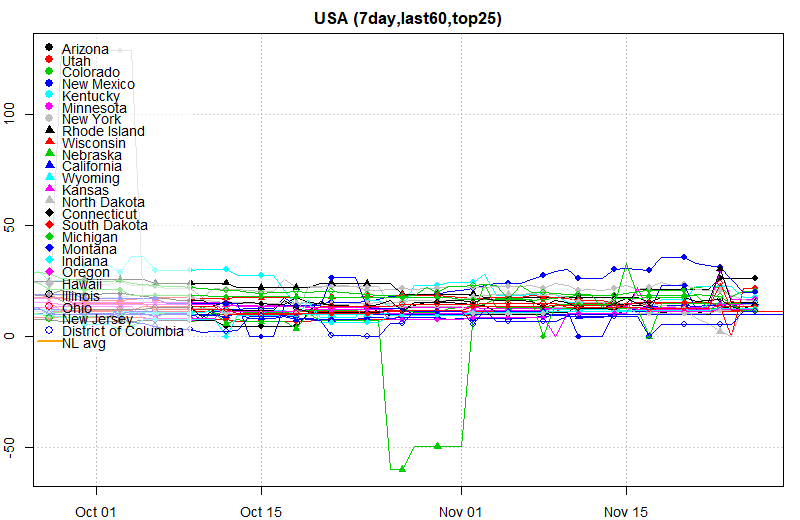 USA (7day,last60,top25)
Arizona
Utah
Colorado
New Mexico
Kentucky
Minnesota
New York
Rhode Island
Wisconsin
Nebraska
California
Wyoming
Kansas
North Dakota
Connecticut
South Dakota
Michigan
Montana
Indiana
Oregon
Hawaii
Illinois
Ohio
New Jersey
District of Columbia
NL avg
100
50
0
-50
Oct 01
Oct 15
Nov 01
Nov 15